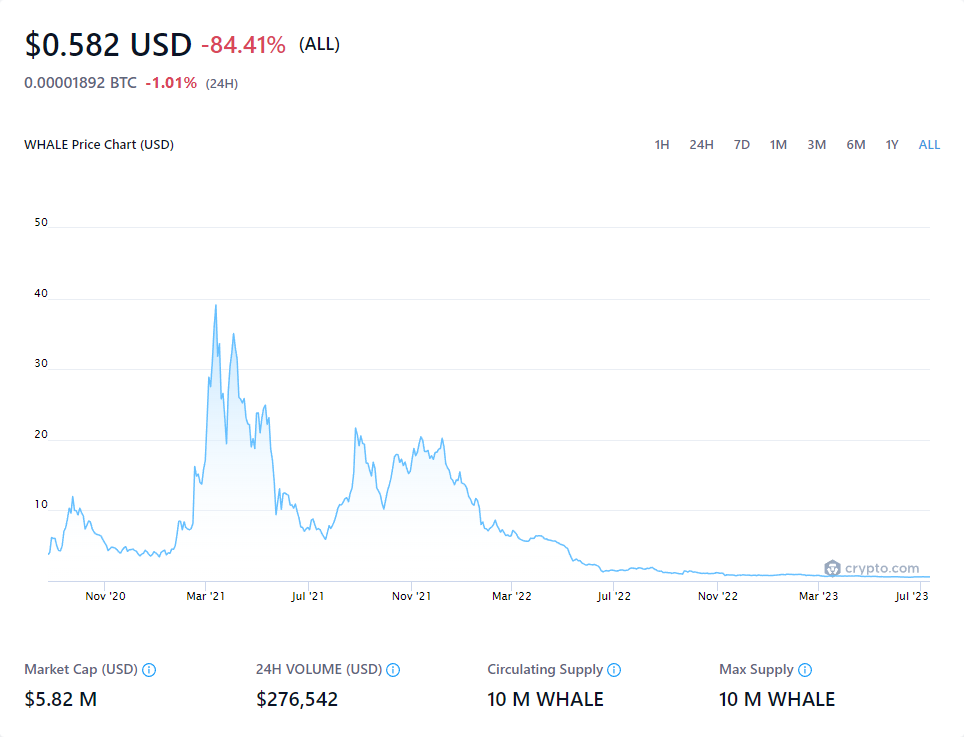 $0.582 USD -84.41% (ALL)
0.00001892 BTC -1.01% (24H)
WHALE Price Chart (USD) 1H 24H 7D 1M 3M 6M 1Y ALL
50
40
30
20
10
crypto.com
Nov '20 Mar '21 Jul '21 Nov '21 Mar '22 Jul '22 Nov '22 Mar '23 Jul '23
Market Cap (USD) 24H VOLUME (USD) Circulating Supply Max Supply
$5.82 M $276,542 10 M WHALE 10 M WHALE